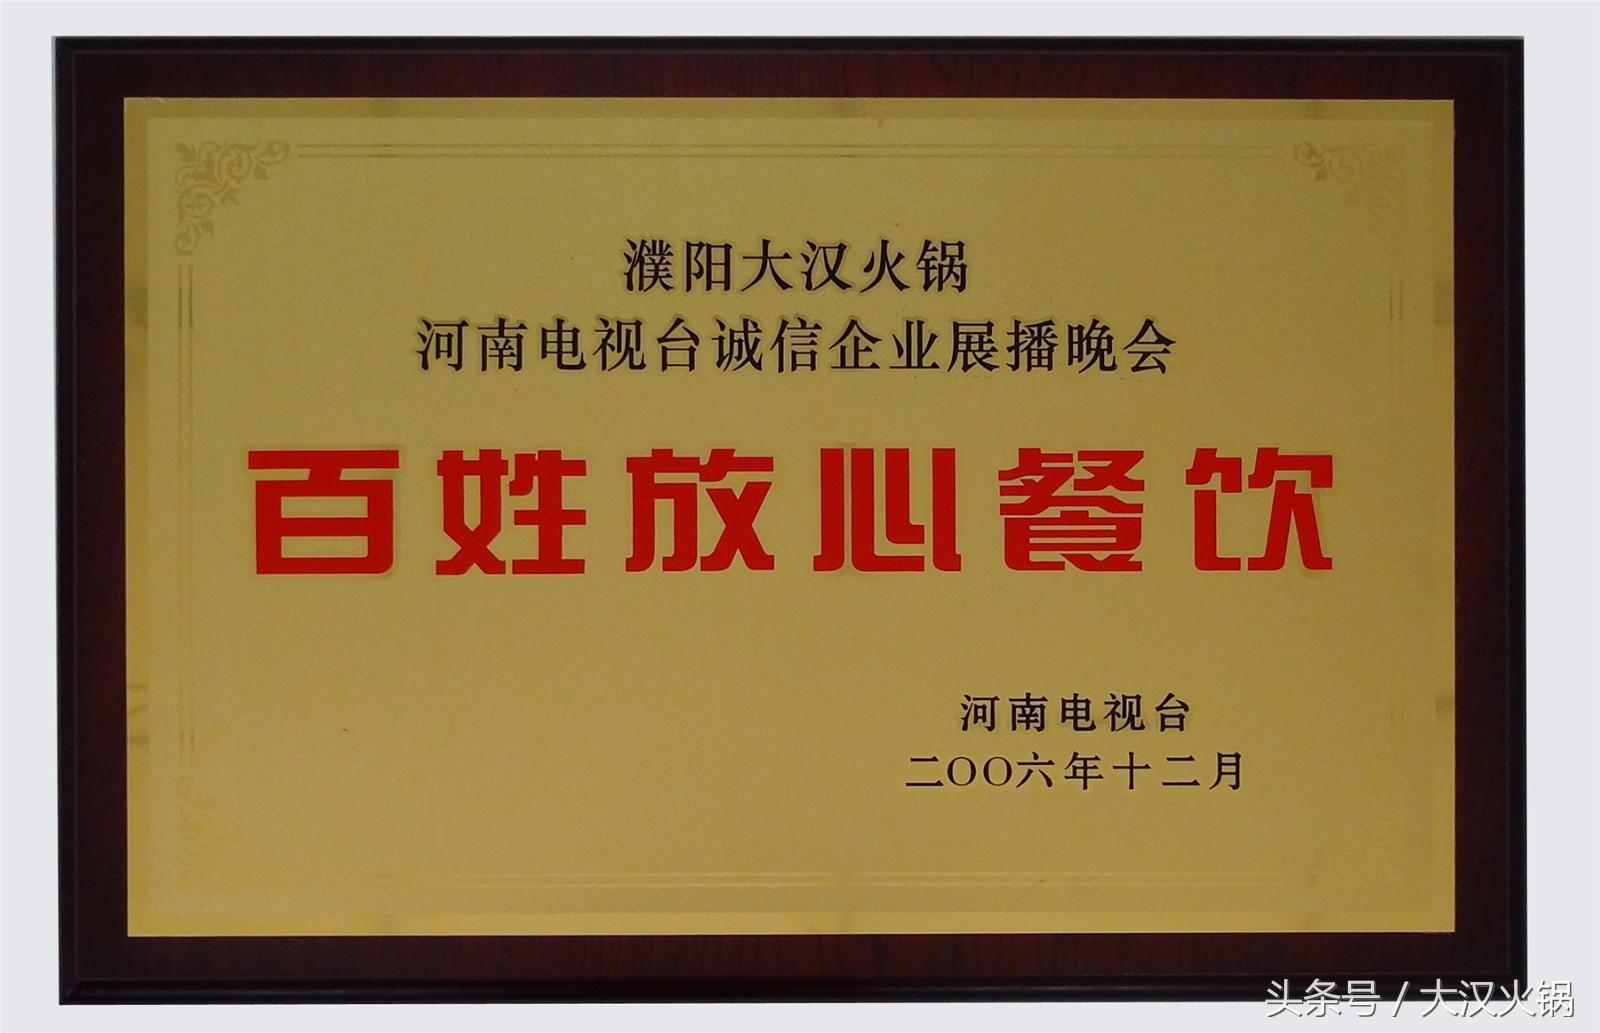 濮阳大汉火锅
河南电视台诚信企业展播晚会
百姓放心餐饮
河南电视台
二〇〇六年十二月
头条号 / 大汉火锅